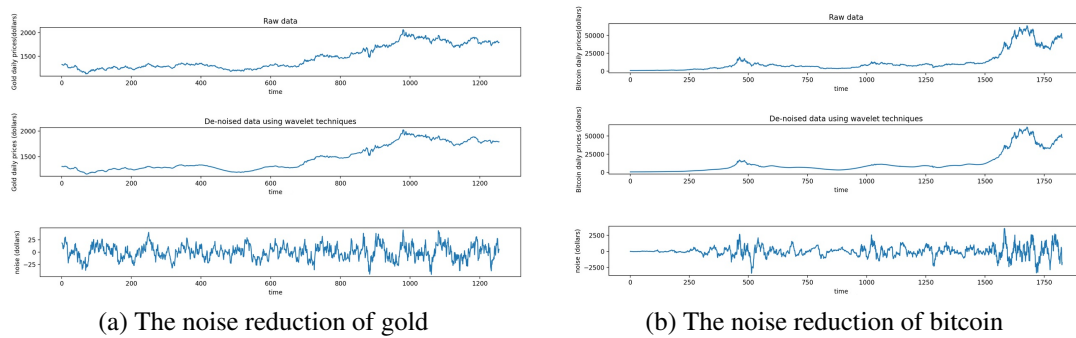 Raw data
Gold daily prices(dollars)
2000
1500
0 200 400 600 800 1000 1200
time
De-noised data using wavelet techniques
Gold daily prices (dollars)
2000
1500
0 200 400 600 800 1000 1200
time
noise (dollars)
25
0
−25
0 200 400 600 800 1000 1200
time
(a) The noise reduction of gold
Raw data
Bitcoin daily prices(dollars)
50000
25000
0
0 250 500 750 1000 1250 1500 1750
time
De-noised data using wavelet techniques
Bitcoin daily prices (dollars)
50000
25000
0
0 250 500 750 1000 1250 1500 1750
time
noise (dollars)
2500
0
−2500
0 250 500 750 1000 1250 1500 1750
time
(b) The noise reduction of bitcoin